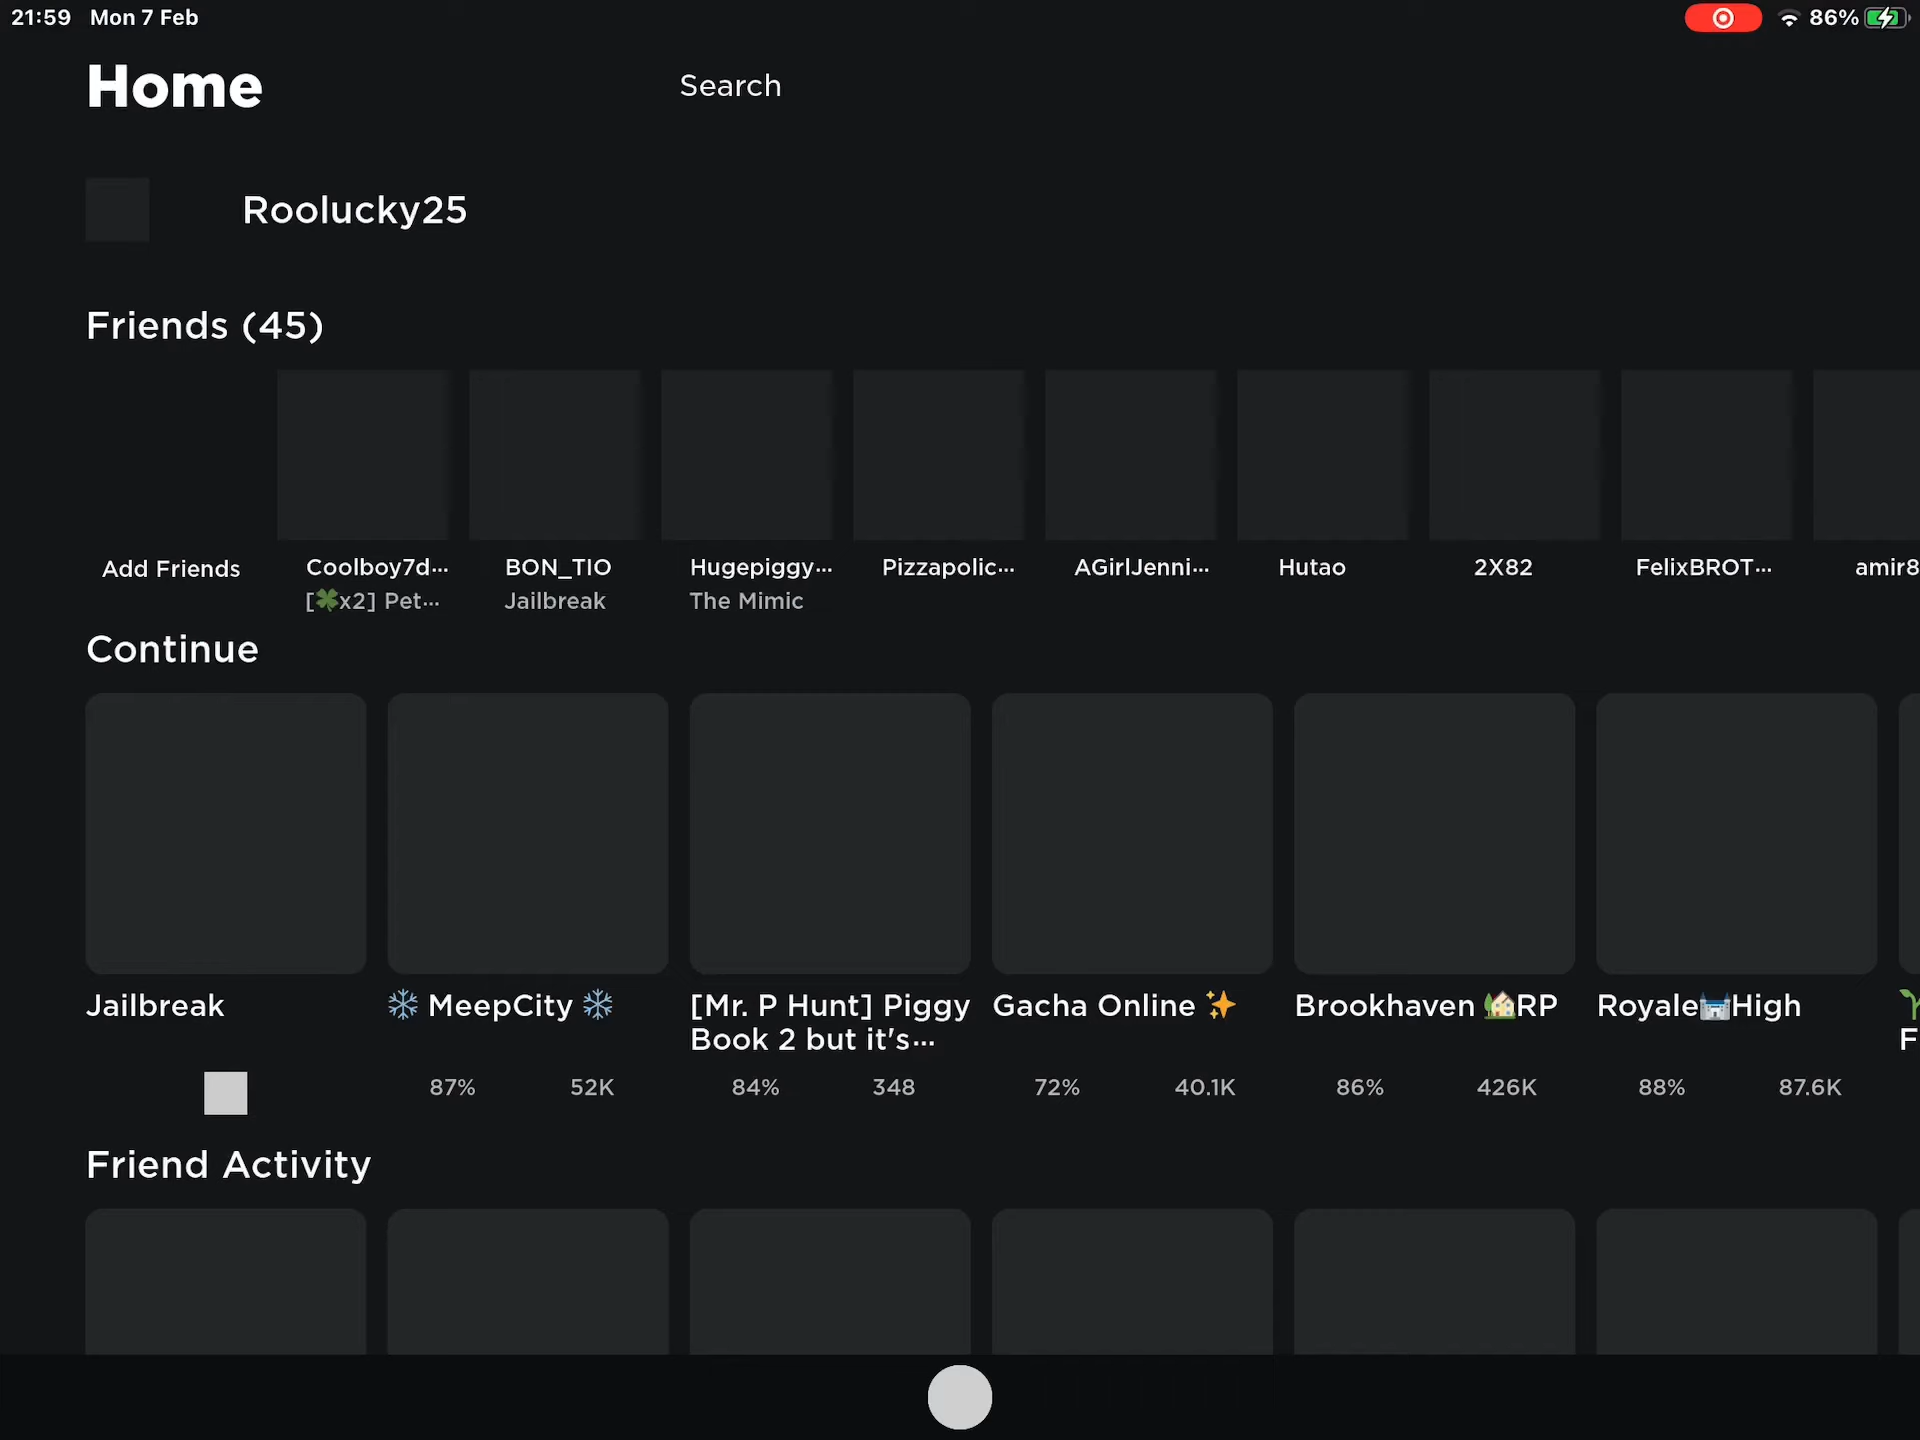 21:59 Mon 7 Feb 86%
Home Search
Roolucky25
Friends (45)
Add Friends Coolboy7d... BON_TIO Hugepiggy... Pizzapolic... AGirlJenni... Hutao 2X82 FelixBROT... amir8
[🍀x2] Pet... Jailbreak The Mimic
Continue
Jailbreak ❄️ MeepCity ❄️ [Mr. P Hunt] Piggy Gacha Online ✨ Brookhaven 🏡RP Royale🏰High
Book 2 but it's... F
87% 52K 84% 348 72% 40.1K 86% 426K 88% 87.6K
Friend Activity